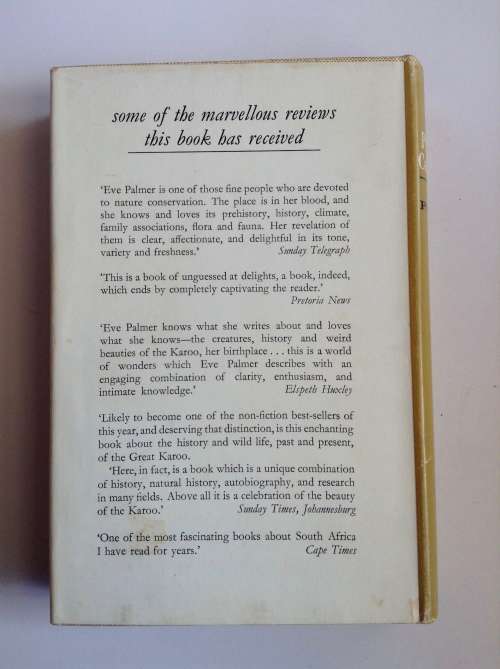 some of the marvellous reviews
this book has received
‘Eve Palmer is one of those fine people who are devoted
to nature conservation. The place is in her blood, and
she knows and loves its prehistory, history, climate,
family associations, flora and fauna. Her revelation of
them is clear, affectionate, and delightful in its tone,
variety and freshness.’ Sunday Telegraph
‘This is a book of unguessed at delights, a book, indeed,
which ends by completely captivating the reader.’
Pretoria News
‘Eve Palmer knows what she writes about and loves
what she knows—the creatures, history and weird
beauties of the Karoo, her birthplace . . . this is a world
of wonders which Eve Palmer describes with an
engaging combination of clarity, enthusiasm, and
intimate knowledge.’ Elspeth Huxley
‘Likely to become one of the non-fiction best-sellers of
this year, and deserving that distinction, is this enchanting
book about the history and wild life, past and present,
of the Great Karoo.
‘Here, in fact, is a book which is a unique combination
of history, natural history, autobiography, and research
in many fields. Above all it is a celebration of the beauty
of the Karoo.’ Sunday Times, Johannesburg
‘One of the most fascinating books about South Africa
I have read for years.’ Cape Times